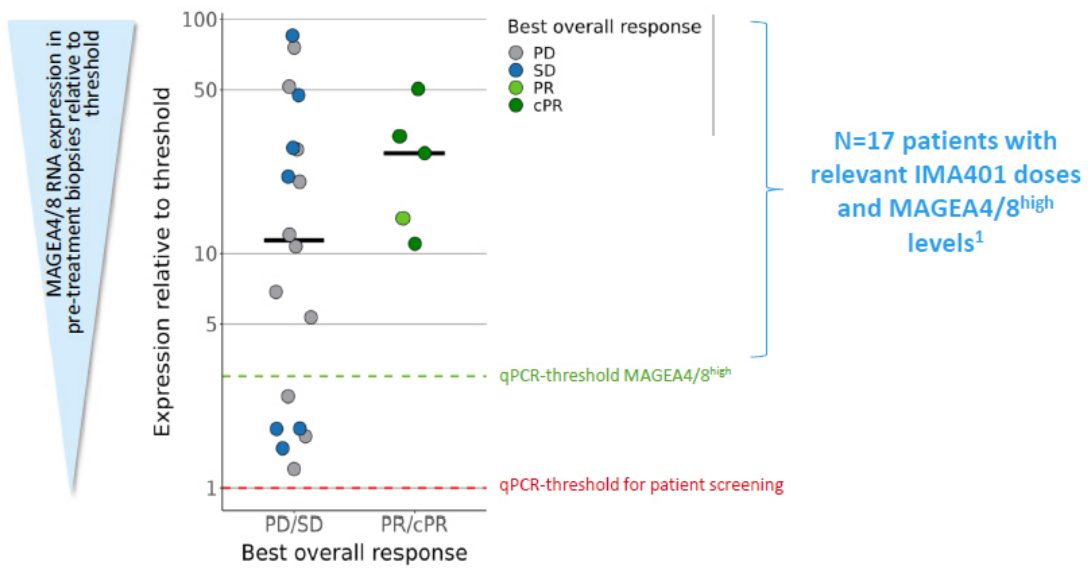 MAGEA4/8 RNA expression in
pre-treatment biopsies relative to
threshold
Expression relative to threshold
100
50
10
5
1
PD/SD
PR/cPR
Best overall response
Best overall response
PD
SD
PR
cPR
qPCR-threshold MAGEA4/8high
qPCR-threshold for patient screening
N=17 patients with
relevant IMA401 doses
and MAGEA4/8high
levels1